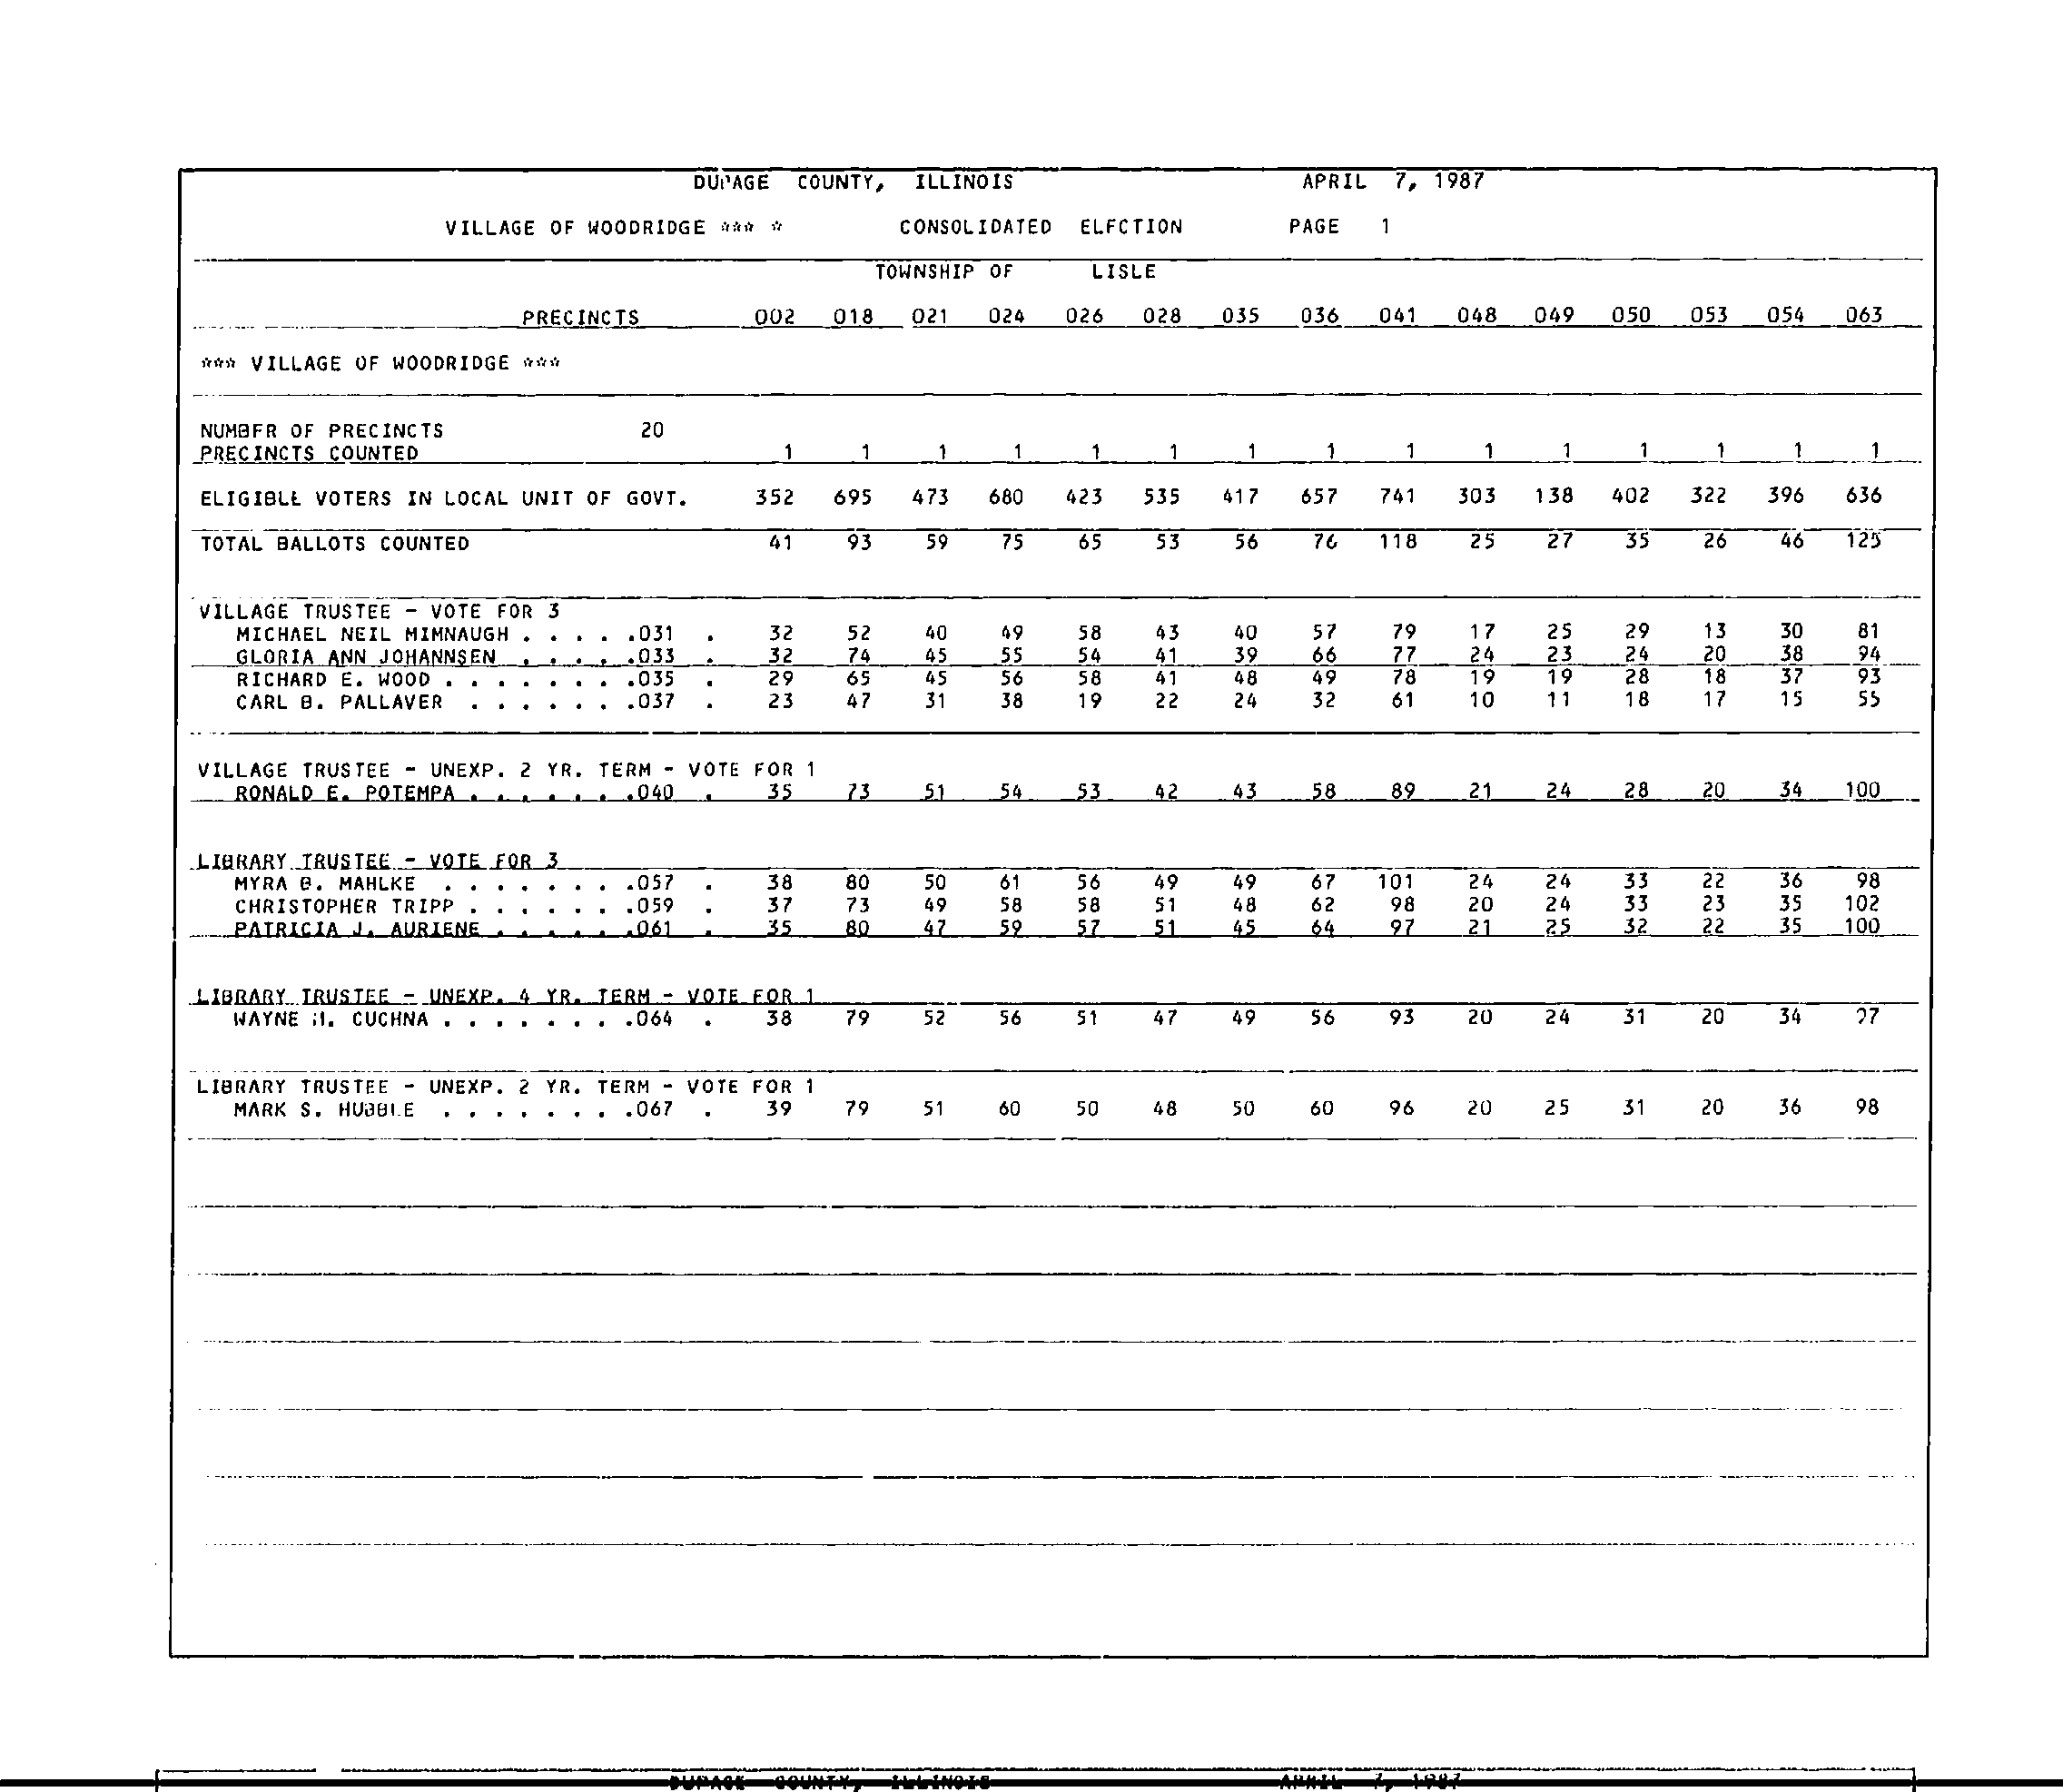 DUPAGE COUNTY, ILLINOIS APRIL 7, 1987
VILLAGE OF WOODRIDGE *** * CONSOLIDATED ELFCTION PAGE 1
TOWNSHIP OF LISLE
PRECINCTS 002 018 021 024 026 028 035 036 041 048 049 050 053 054 063
*** VILLAGE OF WOODRIDGE ***
NUMBFR OF PRECINCTS 20
PRECINCTS COUNTED 1 1 1 1 1 1 1 1 1 1 1 1 1 1 1
ELIGIBLE VOTERS IN LOCAL UNIT OF GOVT. 352 695 473 680 423 535 417 657 741 303 138 402 322 396 636
TOTAL BALLOTS COUNTED 41 93 59 75 65 53 56 76 118 25 27 35 26 46 125
VILLAGE TRUSTEE - VOTE FOR 3
MICHAEL NEIL MIMNAUGH . . . . .031 . 32 52 40 49 58 43 40 57 79 17 25 29 13 30 81
GLORIA ANN JOHANNSEN . . . . .033 . 32 74 45 55 54 41 39 66 77 24 23 24 20 38 94
RICHARD E. WOOD . . . . . . . .035 . 29 65 45 56 58 41 48 49 78 19 19 28 18 37 93
CARL B. PALLAVER . . . . . . .037 . 23 47 31 38 19 22 24 32 61 10 11 18 17 15 55
VILLAGE TRUSTEE - UNEXP. 2 YR. TERM - VOTE FOR 1
RONALD E. POTEMPA . . . . . . .040 . 35 73 51 54 53 42 43 58 89 21 24 28 20 34 100
LIBRARY TRUSTEE - VOTE FOR 3
MYRA B. MAHLKE . . . . . . . .057 . 38 80 50 61 56 49 49 67 101 24 24 33 22 36 98
CHRISTOPHER TRIPP . . . . . . .059 . 37 73 49 58 58 51 48 62 98 20 24 33 23 35 102
PATRICIA J. AURIENE . . . . . .061 . 35 80 47 59 57 51 45 64 97 21 25 32 22 35 100
LIBRARY TRUSTEE - UNEXP. 4 YR. TERM - VOTE FOR 1
WAYNE CUCHNA . . . . . . . .064 . 38 79 52 56 51 47 49 56 93 20 24 31 20 34
LIBRARY TRUSTEE - UNEXP. 2 YR. TERM - VOTE FOR 1
MARK S. HUBBLE . . . . . . . .067 . 39 79 51 60 50 48 50 60 96 20 25 31 20 36 98
DUPAGE COUNTY, ILLINOIS APRIL 7, 1987